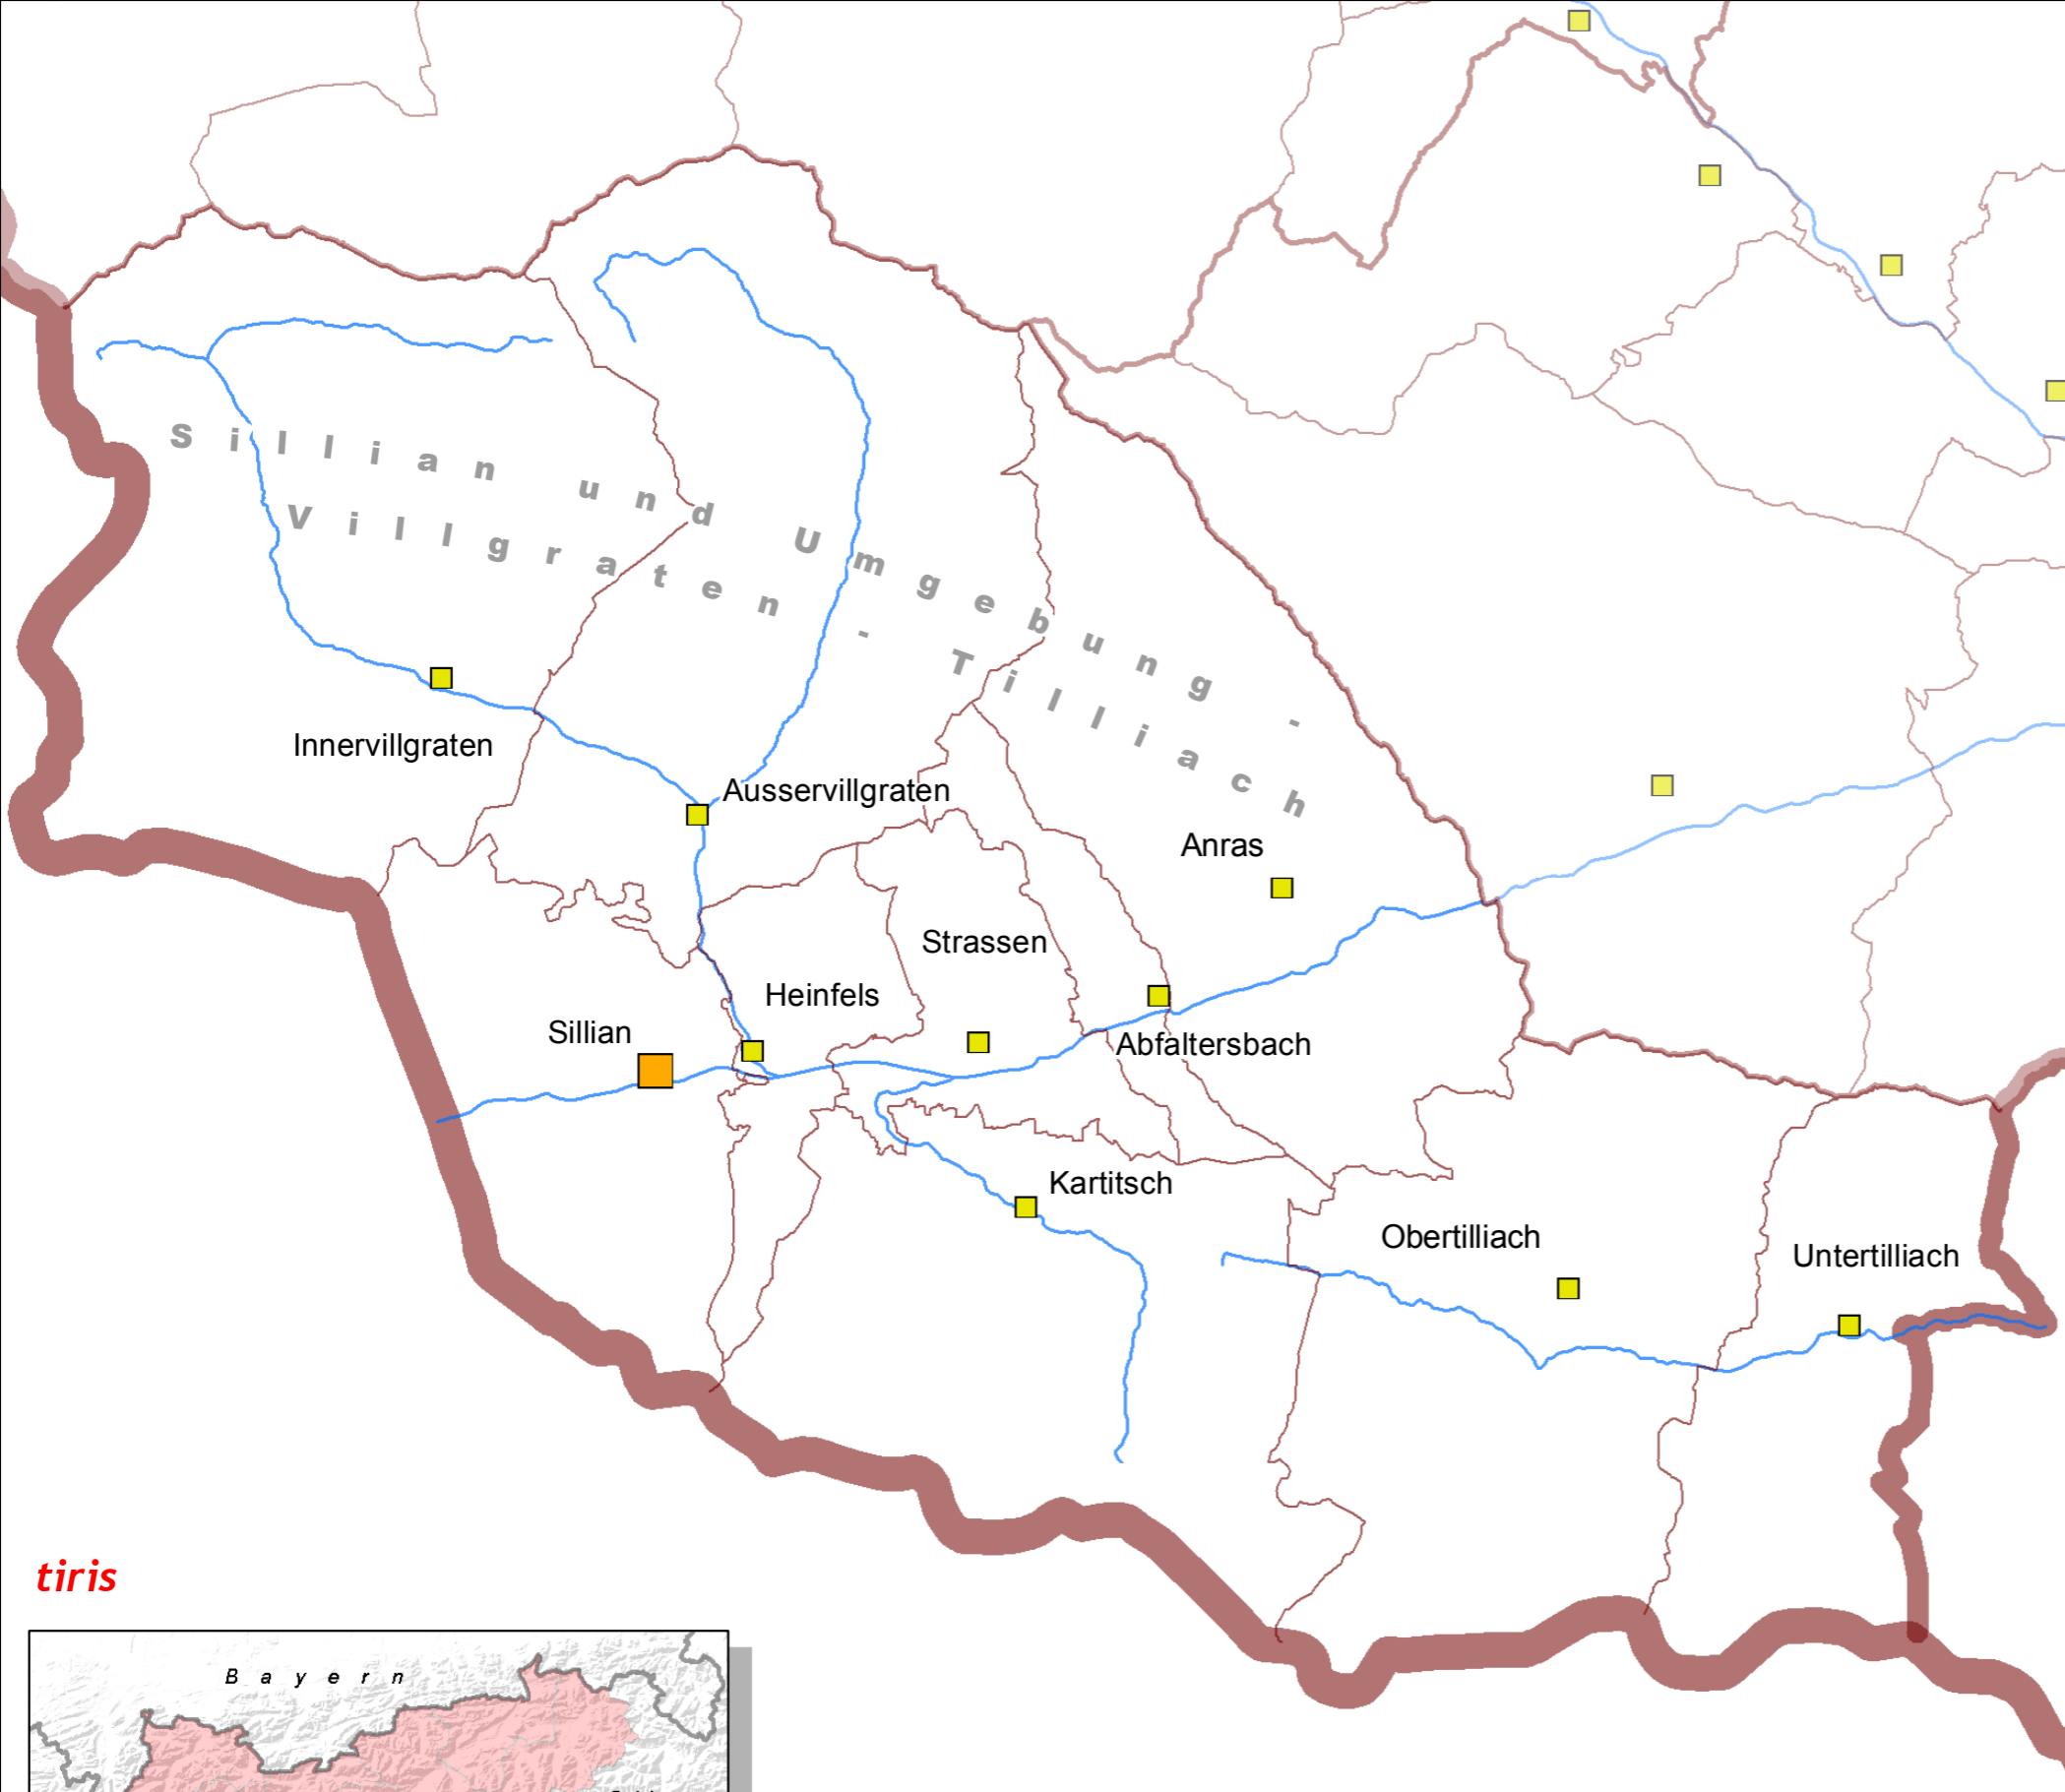 Sillian und Umgebung -
Villgraten - Tilliach
Innervillgraten
Ausservillgraten
Anras
Strassen
Heinfels
Sillian
Abfaltersbach
Kartitsch
Obertilliach
Untertilliach
tiris
Bayern